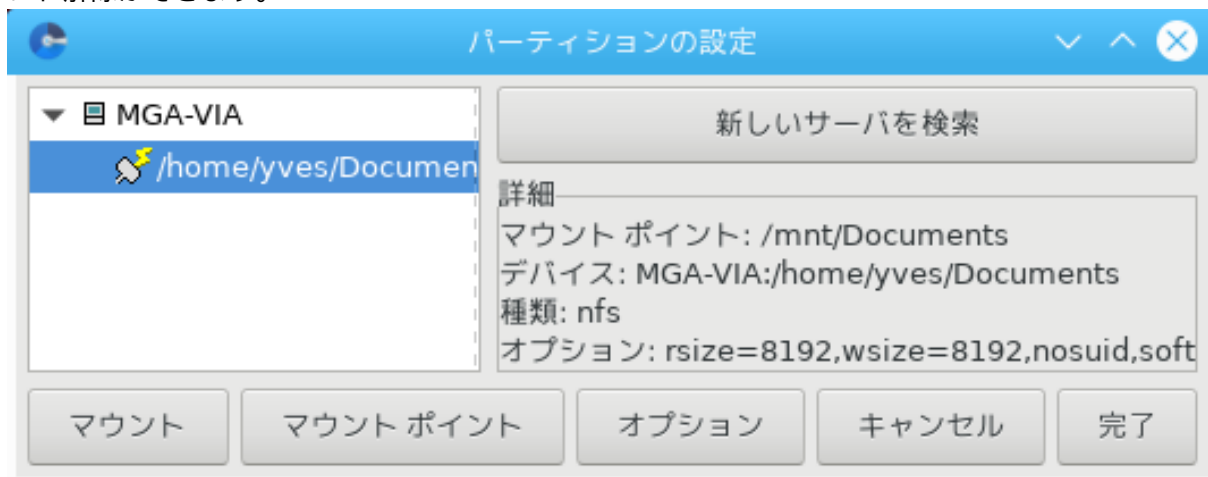 パーティションの設定
MGA-VIA
/home/yves/Documen
新しいサーバを検索
詳細
マウント ポイント: /mnt/Documents
デバイス: MGA-VIA:/home/yves/Documents
種類: nfs
オプション: rsize=8192,wsize=8192,nosuid,soft
マウント
マウント ポイント
オプション
キャンセル
完了